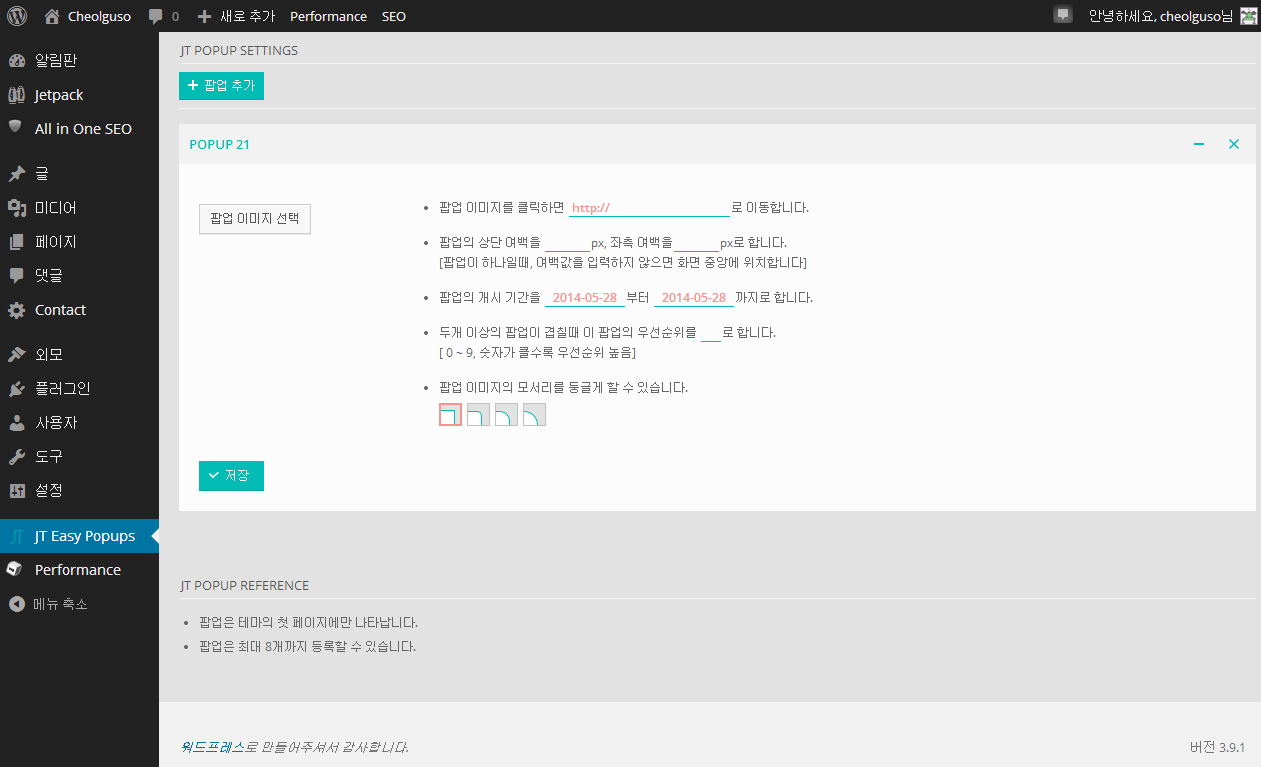 Cheolguso 0 새로 추가 Performance SEO 안녕하세요, cheolguso님
알림판
Jetpack
All in One SEO
글
미디어
페이지
댓글
Contact
외모
플러그인
사용자
도구
설정
JT JT Easy Popups
Performance
메뉴 축소
JT POPUP SETTINGS
팝업 추가
POPUP 21
팝업 이미지 선택
팝업 이미지를 클릭하면 http:// 로 이동합니다.
팝업의 상단 여백을 px, 좌측 여백을 px로 합니다.
[팝업이 하나일때, 여백값을 입력하지 않으면 화면 중앙에 위치합니다]
팝업의 개시 기간을 2014-05-28 부터 2014-05-28 까지로 합니다.
두개 이상의 팝업이 겹칠때 이 팝업의 우선순위를 로 합니다.
[ 0 ~ 9, 숫자가 클수록 우선순위 높음]
팝업 이미지의 모서리를 둥글게 할 수 있습니다.
저장
JT POPUP REFERENCE
팝업은 테마의 첫 페이지에만 나타납니다.
팝업은 최대 8개까지 등록할 수 있습니다.
워드프레스로 만들어주셔서 감사합니다. 버전 3.9.1